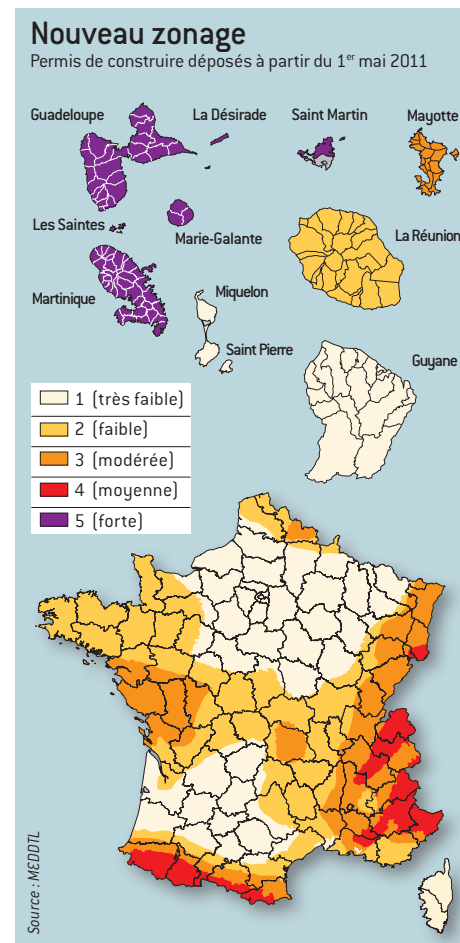 Nouveau zonage
Permis de construire déposés à partir du 1er mai 2011
Guadeloupe
La Désirade
Saint Martin
Mayotte
Les Saintes
Marie-Galante
La Réunion
Martinique
Miquelon
Saint Pierre
Guyane
1 (très faible)
2 (faible)
3 (modérée)
4 (moyenne)
5 (forte)
Source : MEDDTL